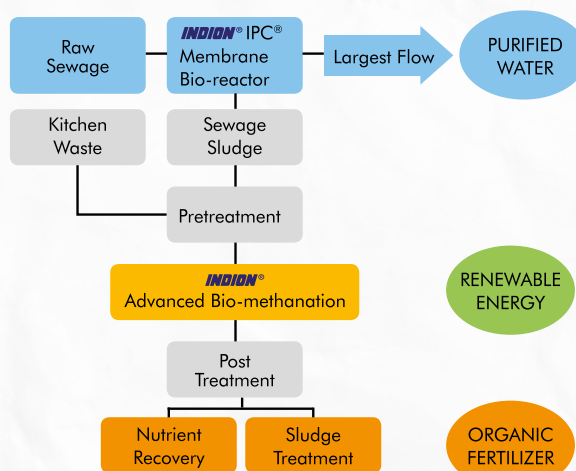 Raw
Sewage
INDION® IPC®
Membrane
Bio-reactor
Largest Flow
PURIFIED
WATER
Kitchen
Waste
Sewage
Sludge
Pretreatment
INDION®
Advanced Bio-methanation
RENEWABLE
ENERGY
Post
Treatment
Nutrient
Recovery
Sludge
Treatment
ORGANIC
FERTILIZER